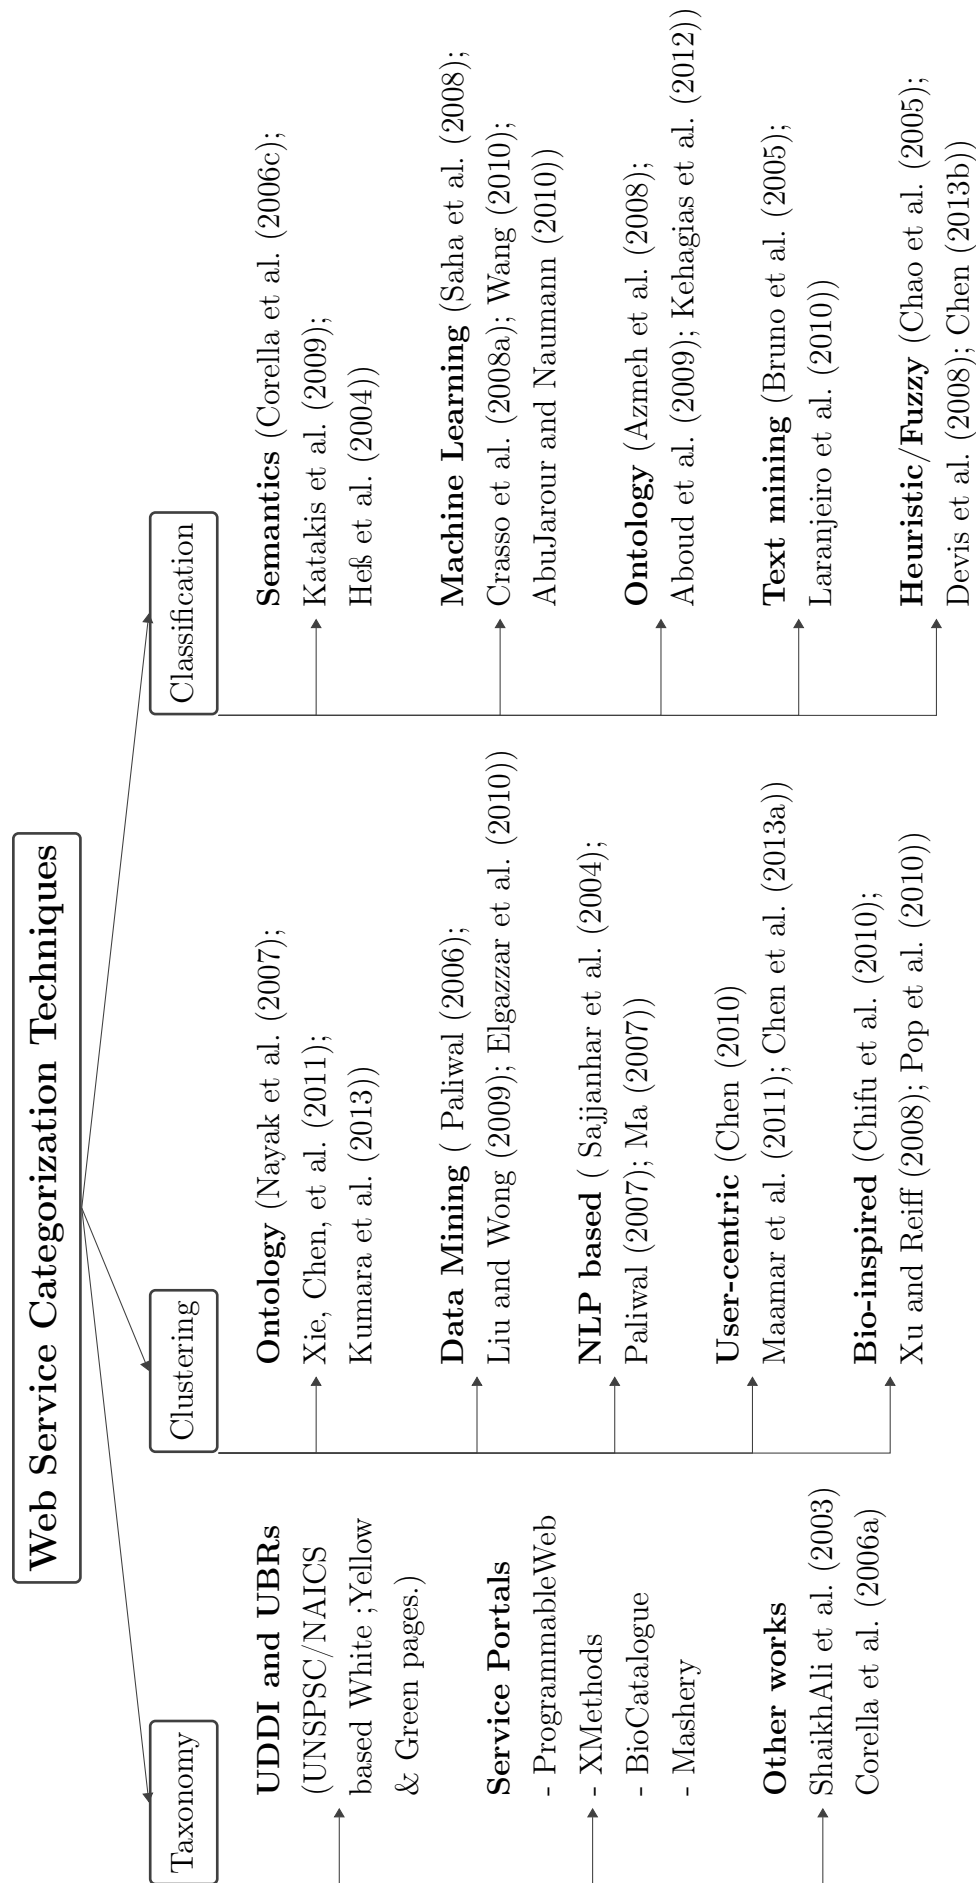 Web Service Categorization Techniques
Taxonomy
UDDI and UBRs
(UNSPSC/NAICS
based White ;Yellow
& Green pages.)
Service Portals
- ProgrammableWeb
- XMethods
- BioCatalogue
- Mashery
Other works
ShaikhAli et al. (2003)
Corella et al. (2006a)
Clustering
Ontology (Nayak et al. (2007);
Xie, Chen, et al. (2011);
Kumara et al. (2013))
Data Mining ( Paliwal (2006);
Liu and Wong (2009); Elgazzar et al. (2010))
NLP based ( Sajjanhar et al. (2004);
Paliwal (2007); Ma (2007))
User-centric (Chen (2010)
Maamar et al. (2011); Chen et al. (2013a))
Bio-inspired (Chifu et al. (2010);
Xu and Reiff (2008); Pop et al. (2010))
Classification
Semantics (Corella et al. (2006c);
Katakis et al. (2009);
Heß et al. (2004))
Machine Learning (Saha et al. (2008);
Crasso et al. (2008a); Wang (2010);
AbuJarour and Naumann (2010))
Ontology (Azmeh et al. (2008);
Aboud et al. (2009); Kehagias et al. (2012))
Text mining (Bruno et al. (2005);
Laranjeiro et al. (2010))
Heuristic/Fuzzy (Chao et al. (2005);
Devis et al. (2008); Chen (2013b))